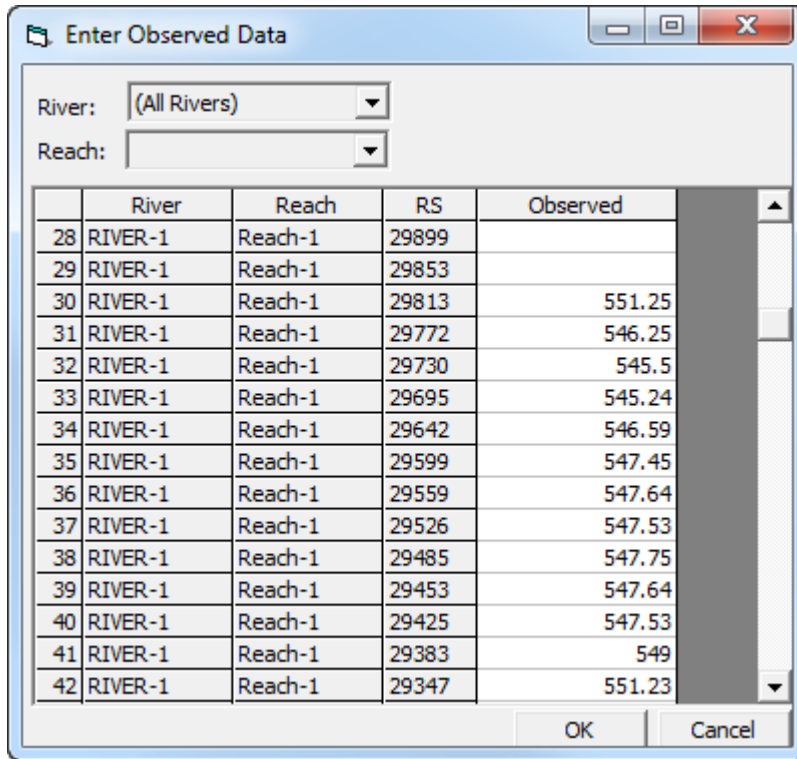 Enter Observed Data
River: (All Rivers)
Reach:
River Reach RS Observed
28 RIVER-1 Reach-1 29899
29 RIVER-1 Reach-1 29853
30 RIVER-1 Reach-1 29813 551.25
31 RIVER-1 Reach-1 29772 546.25
32 RIVER-1 Reach-1 29730 545.5
33 RIVER-1 Reach-1 29695 545.24
34 RIVER-1 Reach-1 29642 546.59
35 RIVER-1 Reach-1 29599 547.45
36 RIVER-1 Reach-1 29559 547.64
37 RIVER-1 Reach-1 29526 547.53
38 RIVER-1 Reach-1 29485 547.75
39 RIVER-1 Reach-1 29453 547.64
40 RIVER-1 Reach-1 29425 547.53
41 RIVER-1 Reach-1 29383 549
42 RIVER-1 Reach-1 29347 551.23
OK Cancel